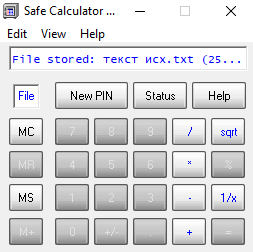 Safe Calculator
Edit View Help
File stored: текст исх.txt (25...
File New PIN Status Help
MC 7 8 9 / sqrt
MR 4 5 6 * %
MS 1 2 3 - 1/x
M+ 0 +/- . + =